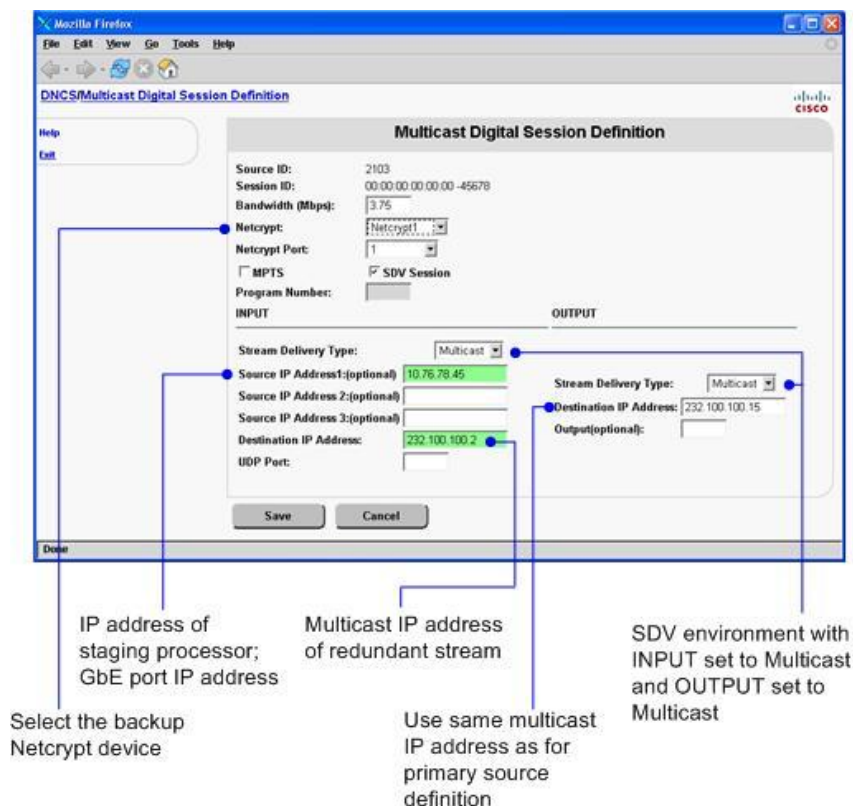 Mozilla Firefox
File Edit View Go Tools Help
DNCS/Multicast Digital Session Definition
CISCO
Help
Exit
Multicast Digital Session Definition
Source ID: 2103
Session ID: 00:00:00:00:00:00 -45678
Bandwidth (Mbps): 3.75
Netcrypt: Netcrypt1
Netcrypt Port: 1
MPTS SDV Session
Program Number:
INPUT OUTPUT
Stream Delivery Type: Multicast
Source IP Address1:(optional) 10.76.78.45
Source IP Address 2:(optional)
Source IP Address 3:(optional)
Destination IP Address: 232.100.100.2
UDP Port:
Stream Delivery Type: Multicast
Destination IP Address: 232.100.100.15
Output(optional):
Save Cancel
Done
IP address of
staging processor;
GbE port IP address
Multicast IP address
of redundant stream
SDV environment with
INPUT set to Multicast
and OUTPUT set to
Multicast
Select the backup
Netcrypt device
Use same multicast
IP address as for
primary source
definition